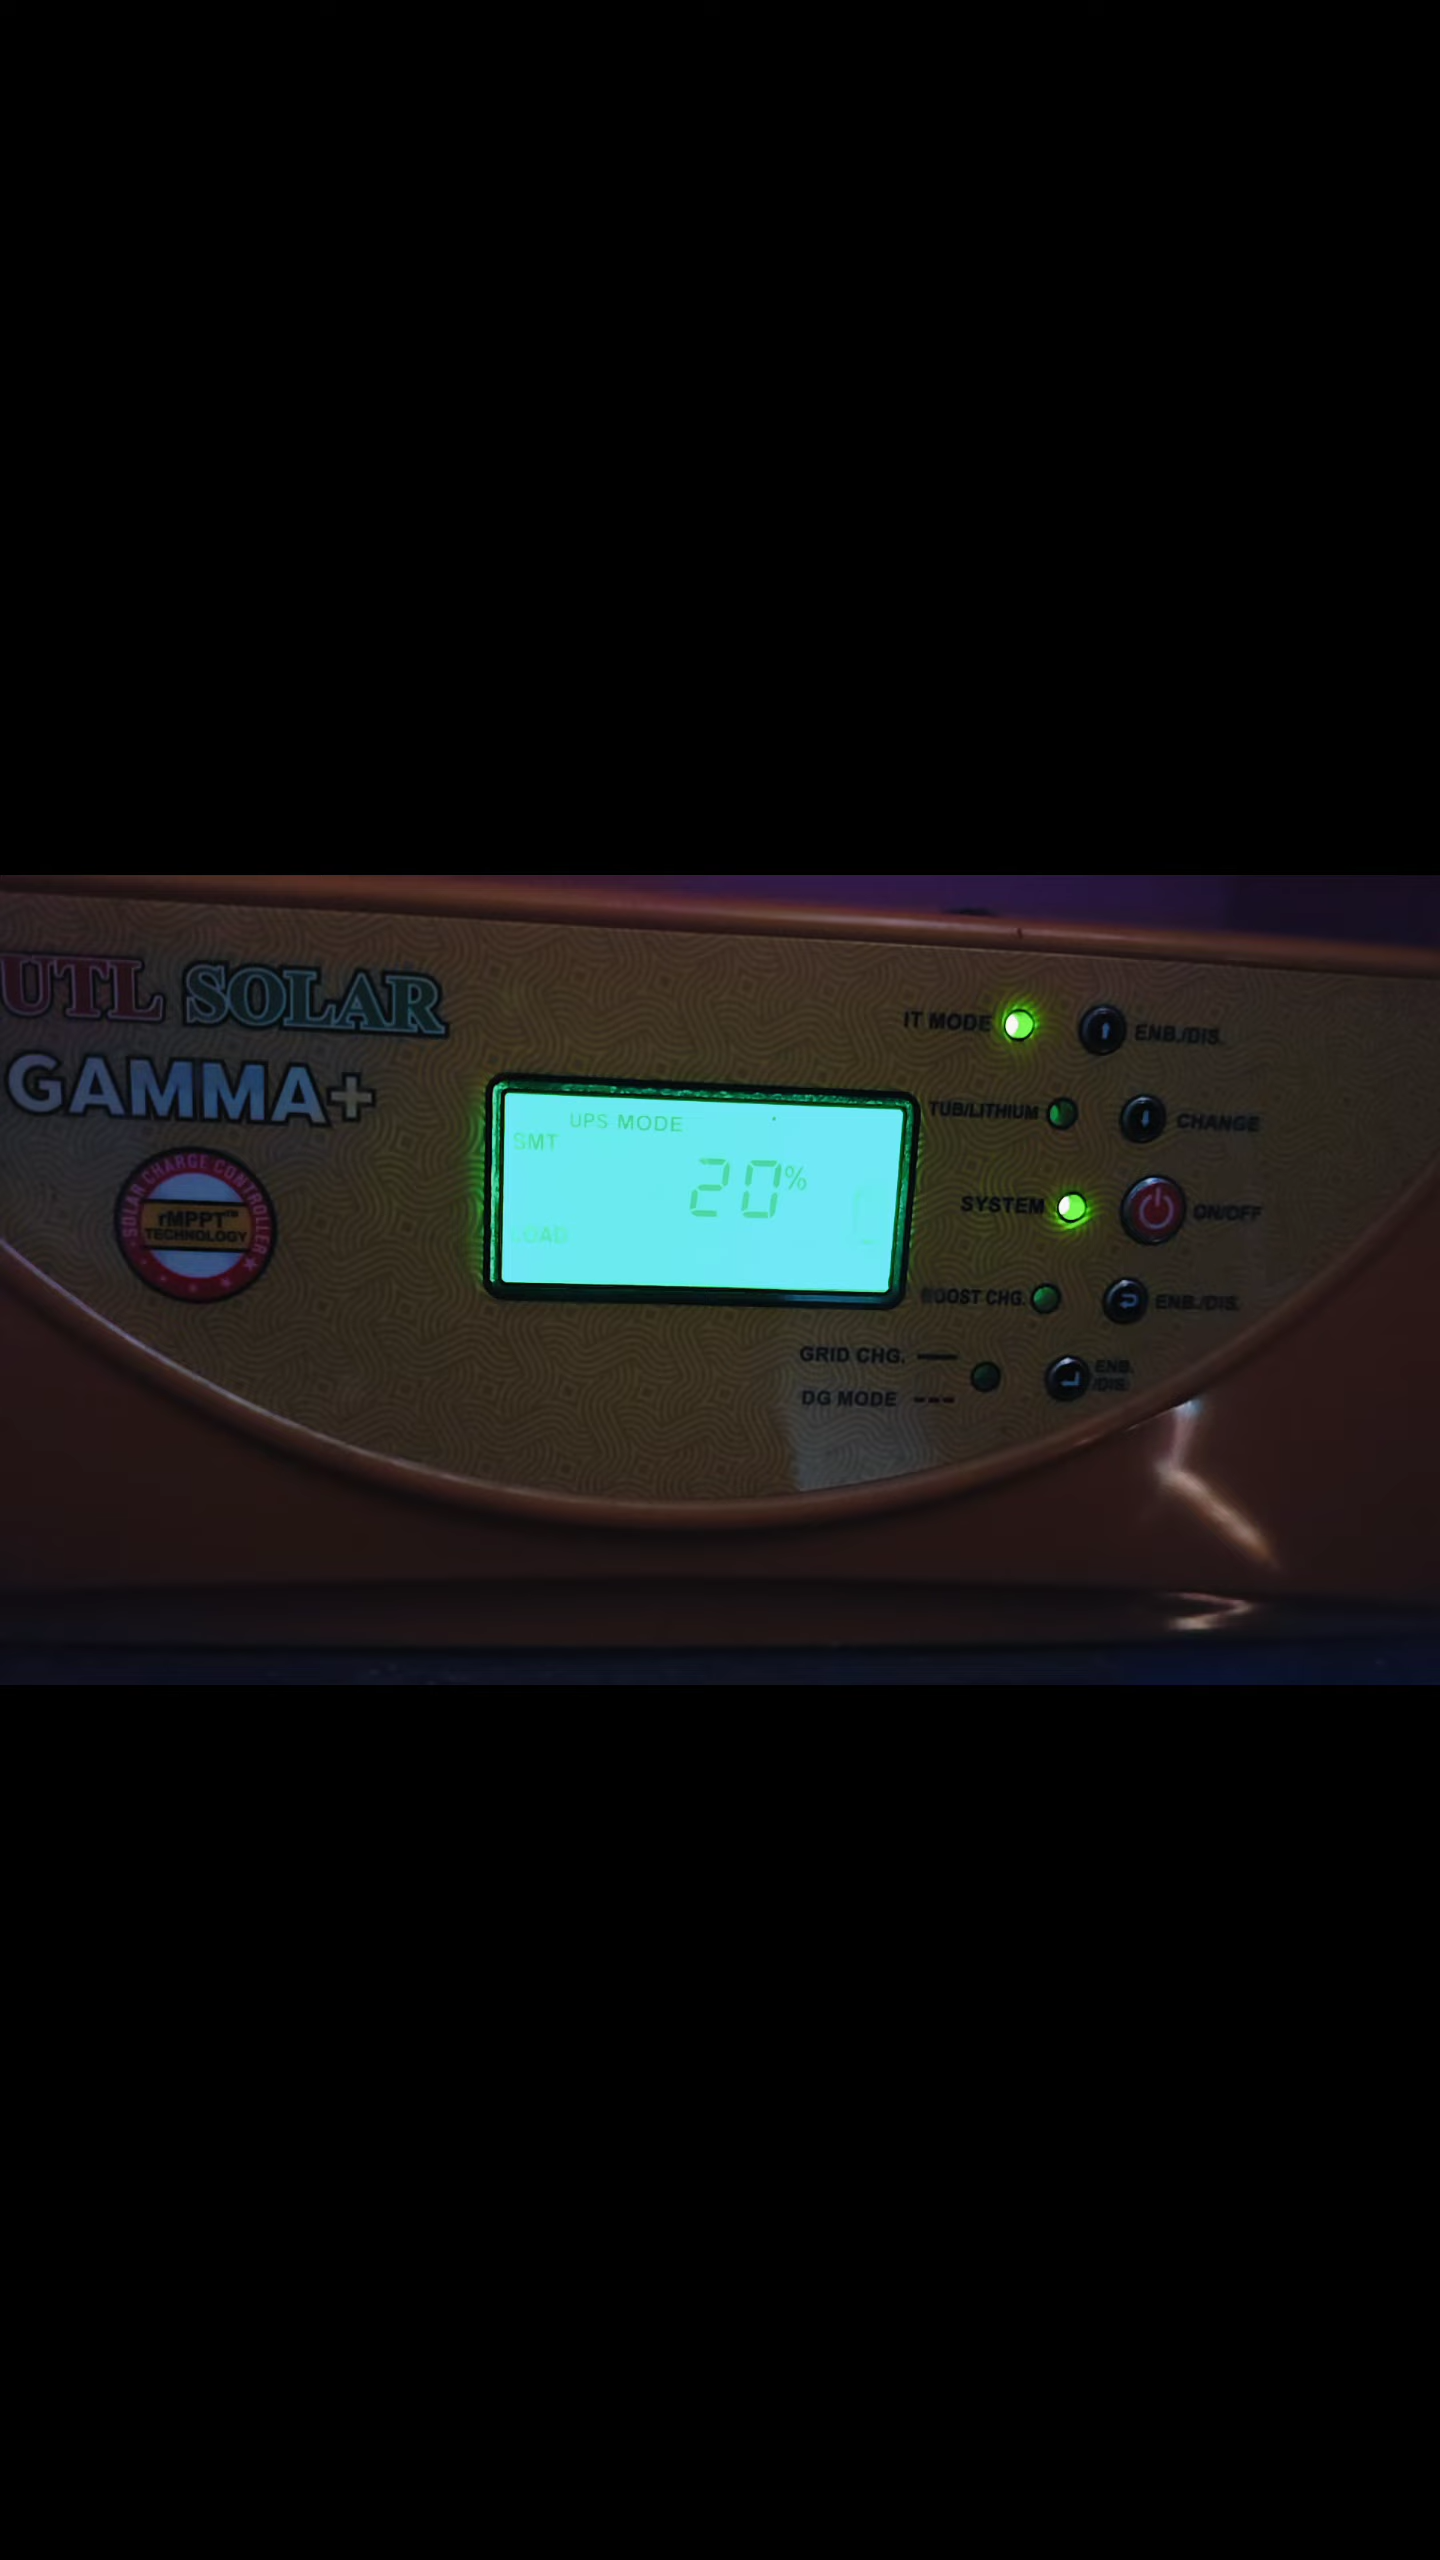 UTL SOLAR
GAMMA+
SOLAR CHARGE CONTROLLER
rMPPT™
TECHNOLOGY
UPS MODE
SMT
20%
LOAD
IT MODE
ENB./DIS.
TUB/LITHIUM
CHANGE
SYSTEM
ON/OFF
BOOST CHG.
ENB./DIS.
GRID CHG. —
DG MODE ---
ENB.
/DIS.